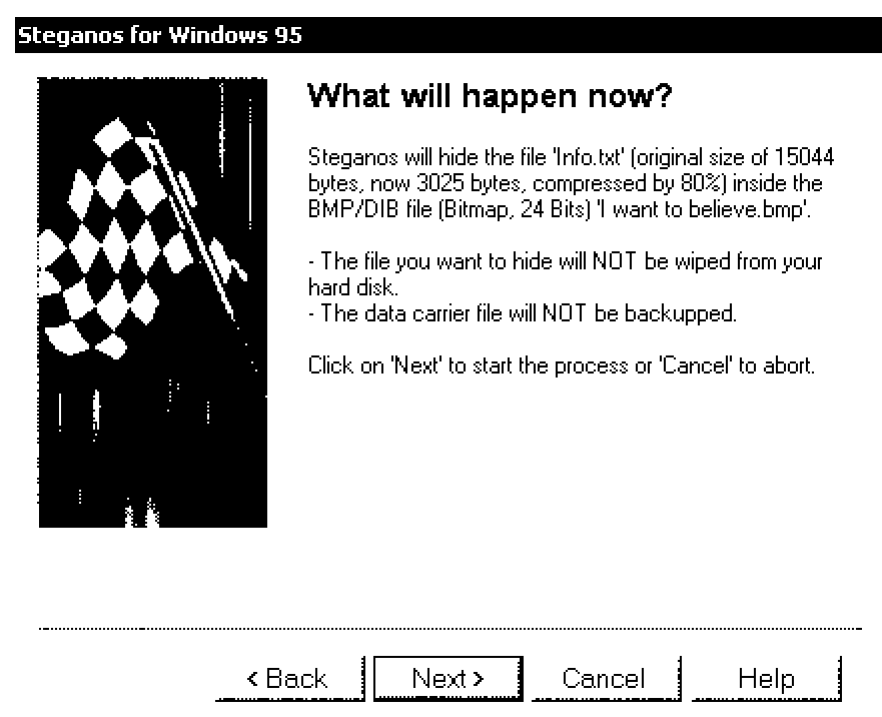 Steganos for Windows 95
What will happen now?
Steganos will hide the file 'Info.txt' (original size of 15044
bytes, now 3025 bytes, compressed by 80%) inside the
BMP/DIB file (Bitmap, 24 Bits) 'I want to believe.bmp'.
- The file you want to hide will NOT be wiped from your
hard disk.
- The data carrier file will NOT be backupped.
Click on 'Next' to start the process or 'Cancel' to abort.
< Back Next > Cancel Help